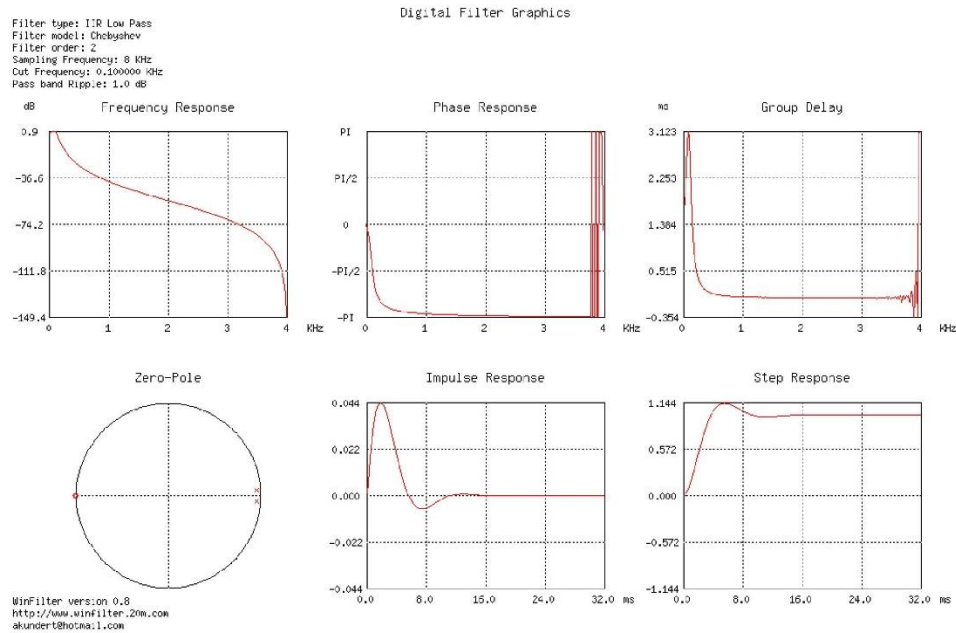 Digital Filter Graphics
Filter type: IIR Low Pass
Filter model: Chebyshev
Filter order: 2
Sampling Frequency: 8 KHz
Cut Frequency: 0.100000 KHz
Pass band Ripple: 1.0 dB
dB Frequency Response
0.9
-36.6
-74.2
-111.8
-149.4
0 1 2 3 4 KHz
Phase Response
PI
PI/2
0
-PI/2
-PI
0 1 2 3 4 KHz
ms Group Delay
3.123
2.253
1.384
0.515
-0.354
0 1 2 3 4 KHz
Zero-Pole
Impulse Response
0.044
0.022
0.000
-0.022
-0.044
0.0 8.0 15.0 24.0 32.0 ms
Step Response
1.144
0.572
0.000
-0.572
-1.144
0.0 8.0 15.0 24.0 32.0 ms
WinFilter version 0.8
http://www.winfilter.20m.com
akundert@hotmail.com